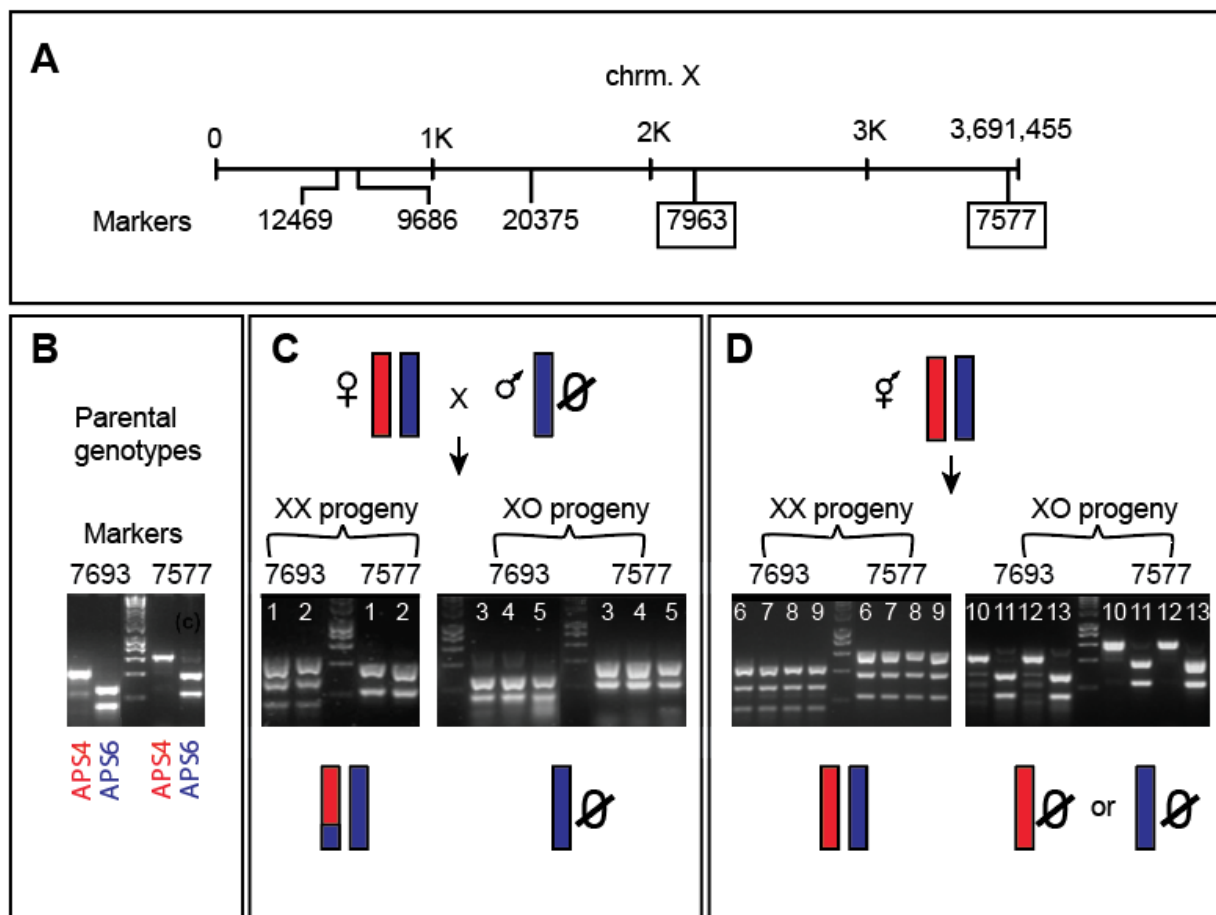 A
chrm. X
0 1K 2K 3K 3,691,455
Markers 12469 9686 20375 7963 7577
B
Parental
genotypes
Markers
7693 7577
(c)
APS4 APS6 APS4 APS6
C
♀ X ♂ Ø
XX progeny XO progeny
7693 7577 7693 7577
1 2 1 2 3 4 5 3 4 5
Ø
D
⚥
XX progeny XO progeny
7693 7577 7693 7577
6 7 8 9 6 7 8 9 10 11 12 13 10 11 12 13
Ø or Ø